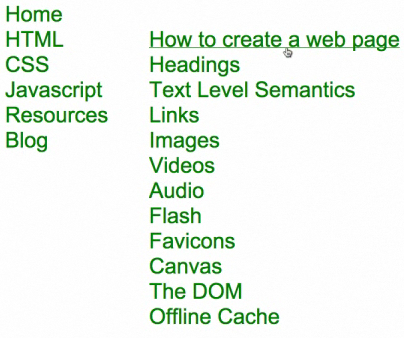 Home
HTML
CSS
Javascript
Resources
Blog
How to create a web page
Headings
Text Level Semantics
Links
Images
Videos
Audio
Flash
Favicons
Canvas
The DOM
Offline Cache